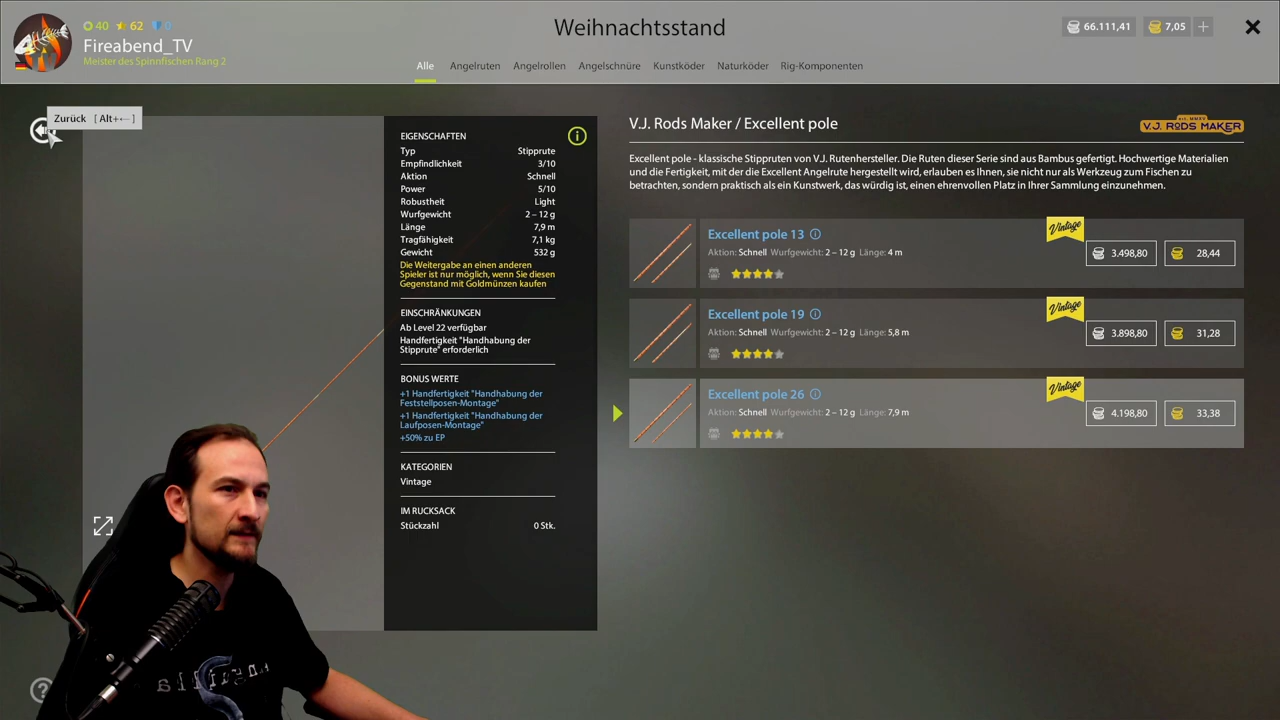 40 62 0
Fireabend_TV
Meister des Spinnfischen Rang 2
Weihnachtsstand
66.111,41 7,05 +
Alle Angelruten Angelrollen Angelschnüre Kunstköder Naturköder Rig-Komponenten
Zurück [ Alt+← ]
EIGENSCHAFTEN
Typ Stipprute
Empfindlichkeit 3/10
Aktion Schnell
Power 5/10
Robustheit Light
Wurfgewicht 2 – 12 g
Länge 7,9 m
Tragfähigkeit 7,1 kg
Gewicht 532 g
Die Weitergabe an einen anderen
Spieler ist nur möglich, wenn Sie diesen
Gegenstand mit Goldmünzen kaufen
EINSCHRÄNKUNGEN
Ab Level 22 verfügbar
Handfertigkeit "Handhabung der
Stipprute" erforderlich
BONUS WERTE
+1 Handfertigkeit "Handhabung der
Feststellposen-Montage"
+1 Handfertigkeit "Handhabung der
Laufposen-Montage"
+50% zu EP
KATEGORIEN
Vintage
IM RUCKSACK
Stückzahl 0 Stk.
V.J. Rods Maker / Excellent pole
V.J. RODS MAKER
Excellent pole - klassische Stippruten von V.J. Rutenhersteller. Die Ruten dieser Serie sind aus Bambus gefertigt. Hochwertige Materialien
und die Fertigkeit, mit der die Excellent Angelrute hergestellt wird, erlauben es Ihnen, sie nicht nur als Werkzeug zum Fischen zu
betrachten, sondern praktisch als ein Kunstwerk, das würdig ist, einen ehrenvollen Platz in Ihrer Sammlung einzunehmen.
Excellent pole 13
Aktion: Schnell Wurfgewicht: 2 – 12 g Länge: 4 m
Vintage
3.498,80 28,44
Excellent pole 19
Aktion: Schnell Wurfgewicht: 2 – 12 g Länge: 5,8 m
Vintage
3.898,80 31,28
Excellent pole 26
Aktion: Schnell Wurfgewicht: 2 – 12 g Länge: 7,9 m
Vintage
4.198,80 33,38
?